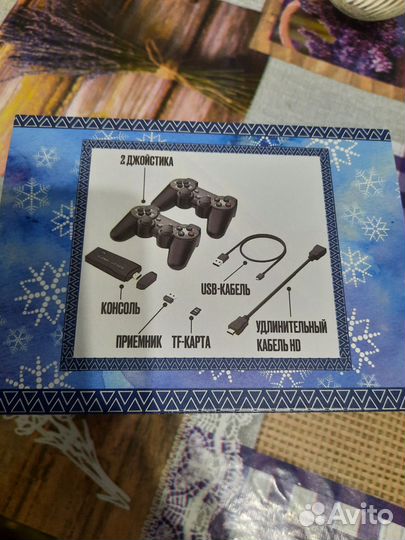 2 ДЖОЙСТИКА
КОНСОЛЬ
USB-КАБЕЛЬ
ПРИЕМНИК
TF-КАРТА
УДЛИНИТЕЛЬНЫЙ
КАБЕЛЬ HD
Avito